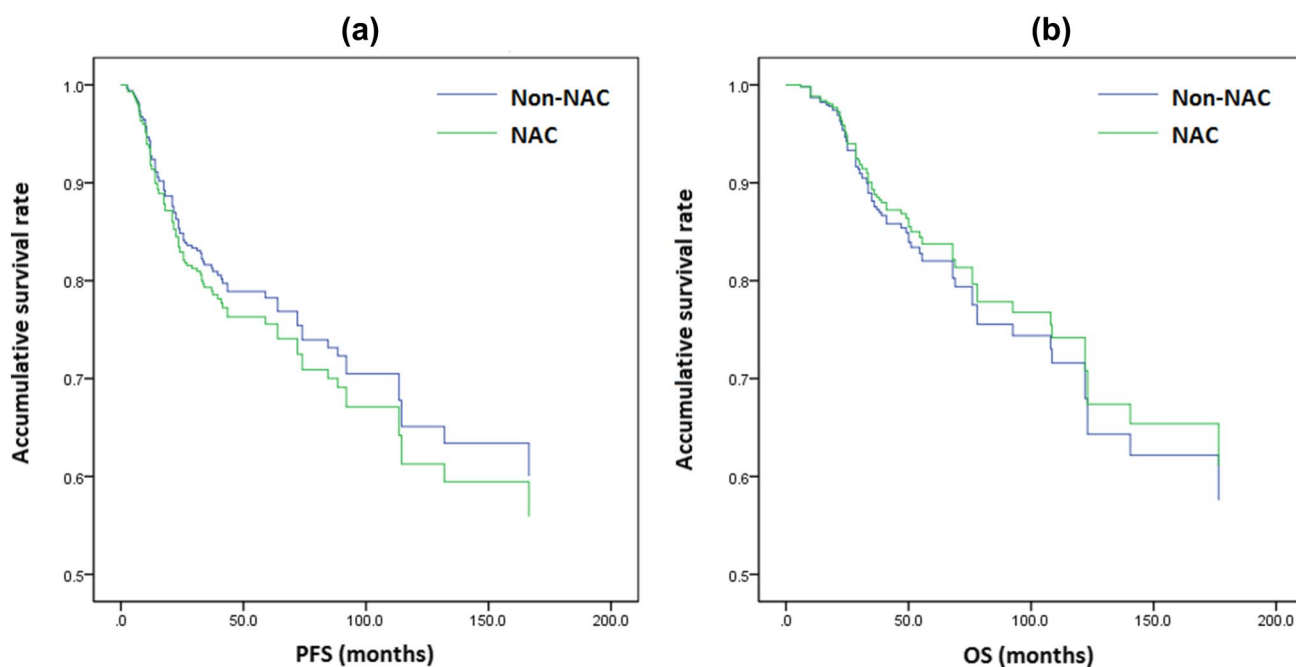 (a)
Accumulative survival rate
1.0
0.9
0.8
0.7
0.6
0.5
Non-NAC
NAC
.0 50.0 100.0 150.0 200.0
PFS (months)
(b)
Accumulative survival rate
1.0
0.9
0.8
0.7
0.6
0.5
Non-NAC
NAC
.0 50.0 100.0 150.0 200.0
OS (months)